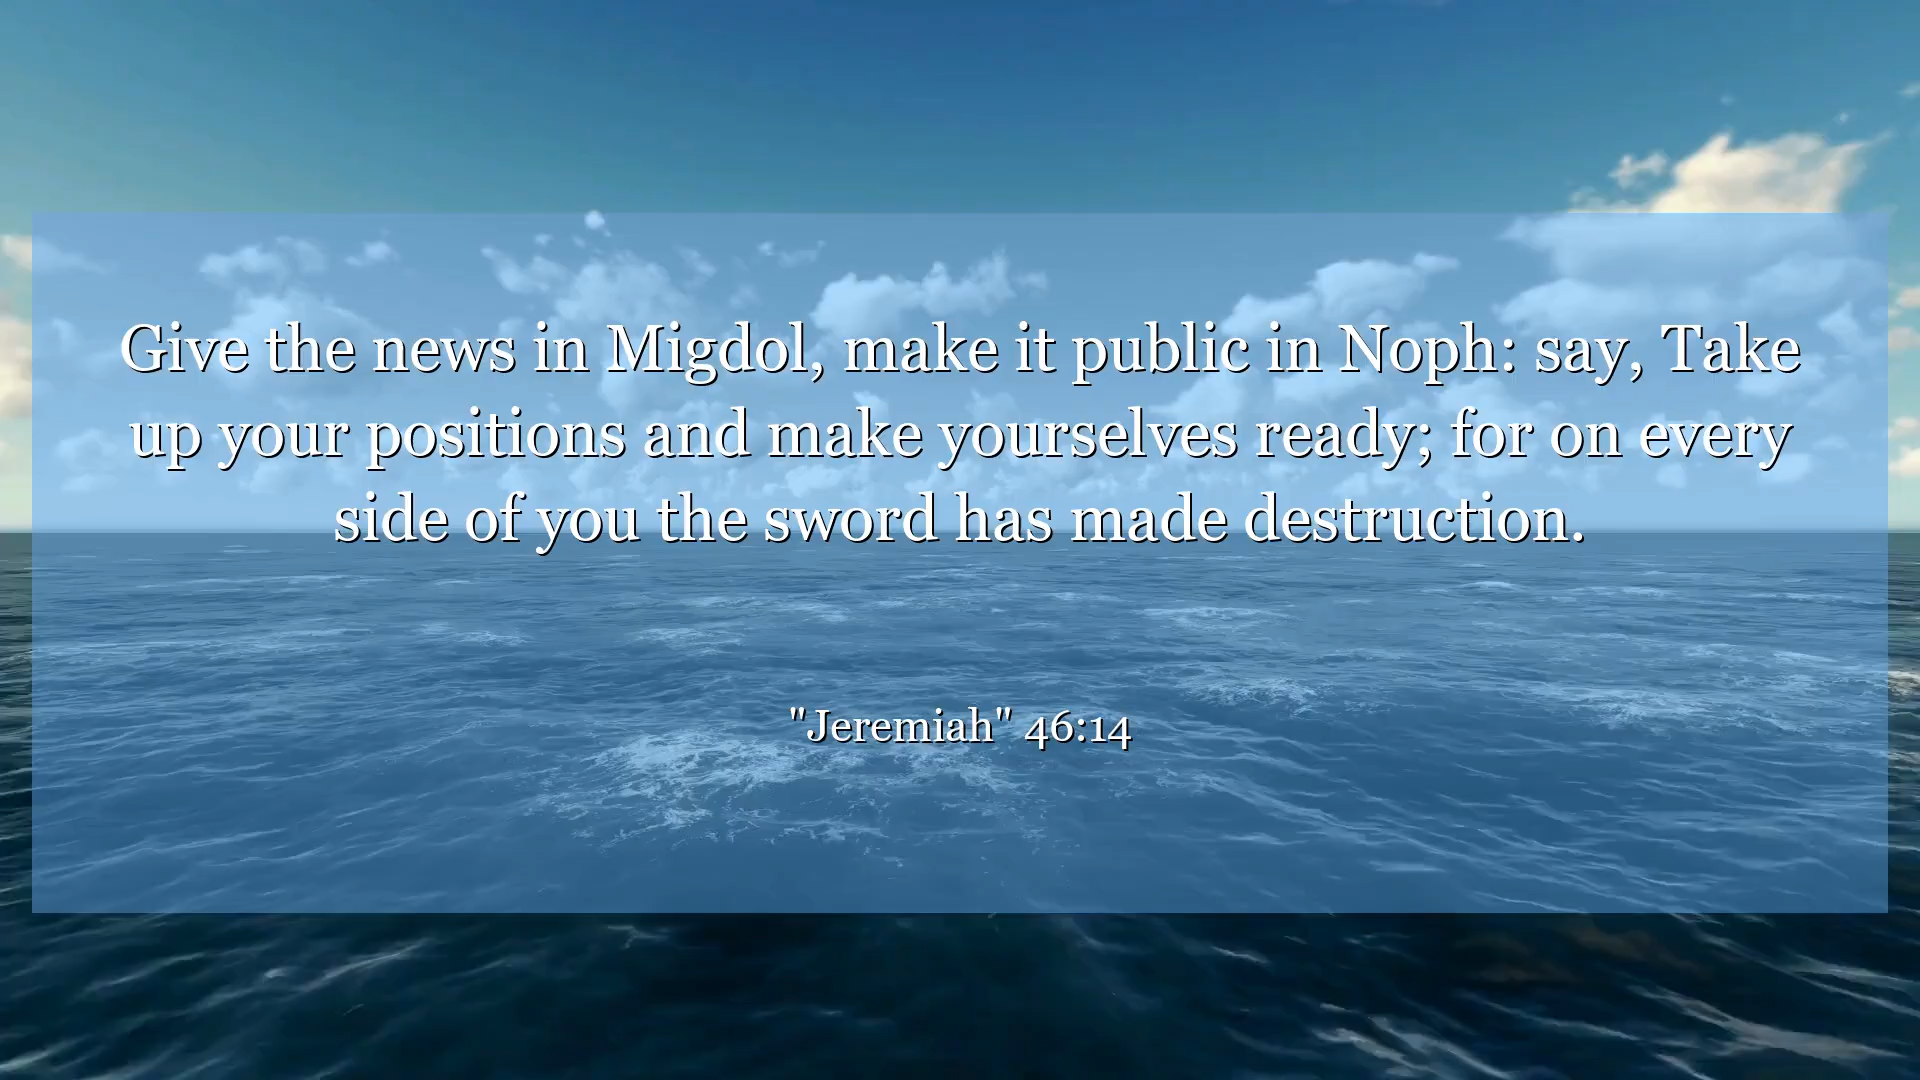 Give the news in Migdol, make it public in Noph: say, Take
up your positions and make yourselves ready; for on every
side of you the sword has made destruction.
"Jeremiah" 46:14